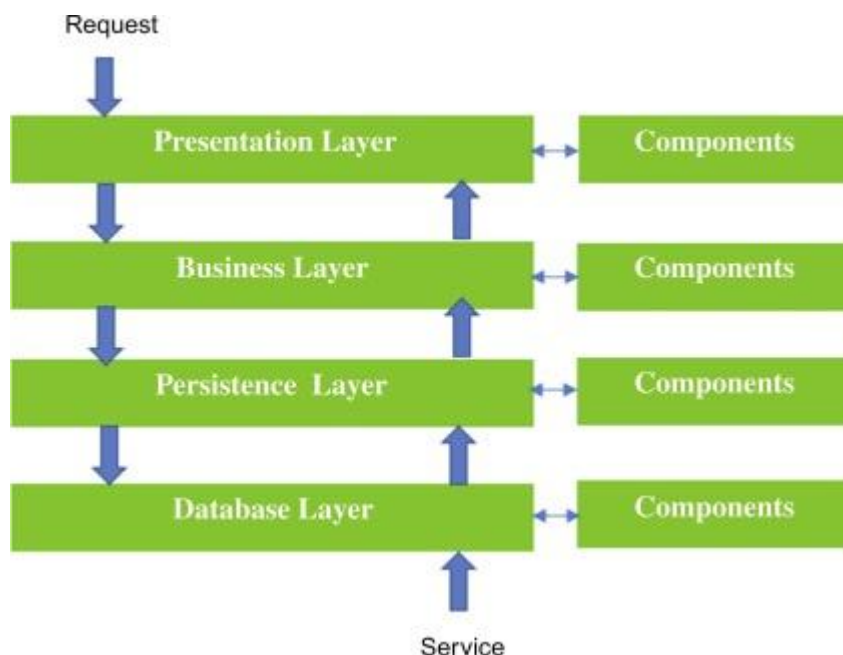 Request
Presentation Layer
Components
Business Layer
Components
Persistence Layer
Components
Database Layer
Components
Service